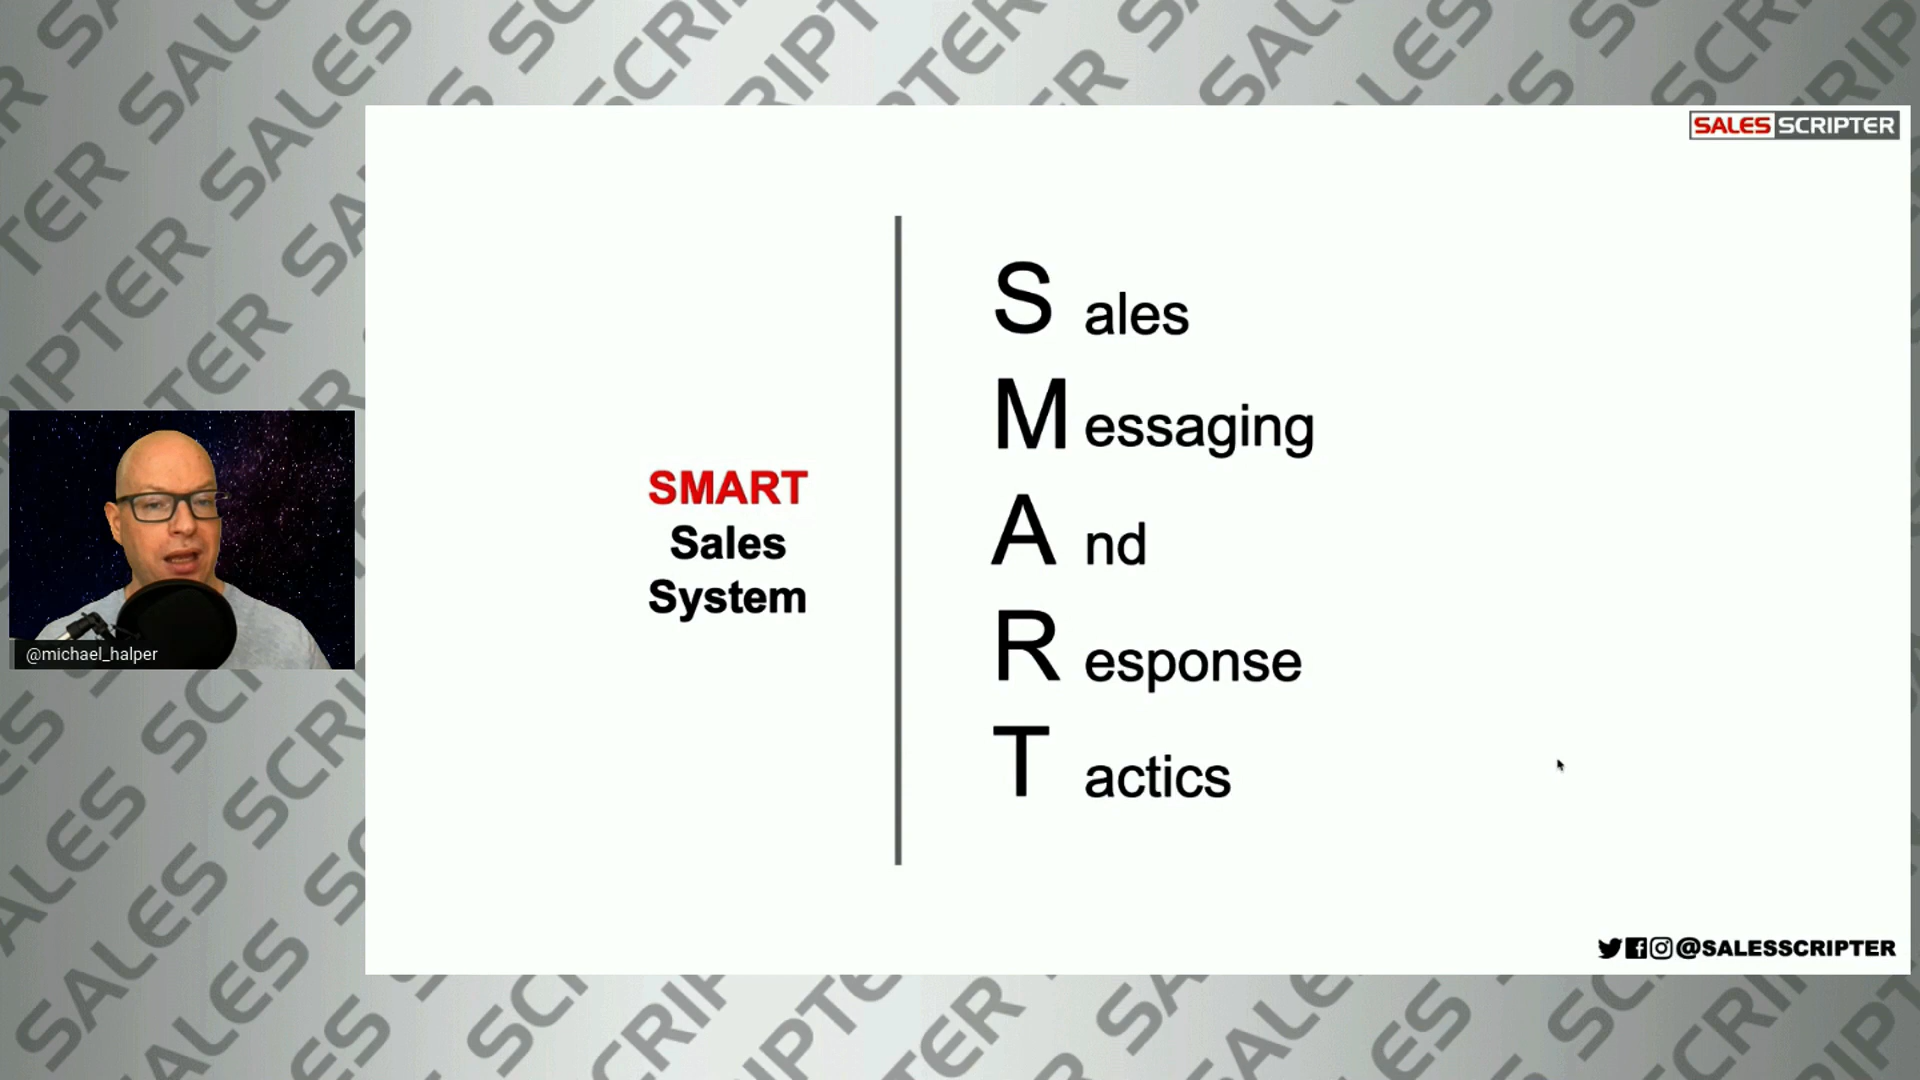 SALES SCRIPTER
SMART
Sales
System
S ales
M essaging
A nd
R esponse
T actics
@michael_halper
@SALESSCRIPTER